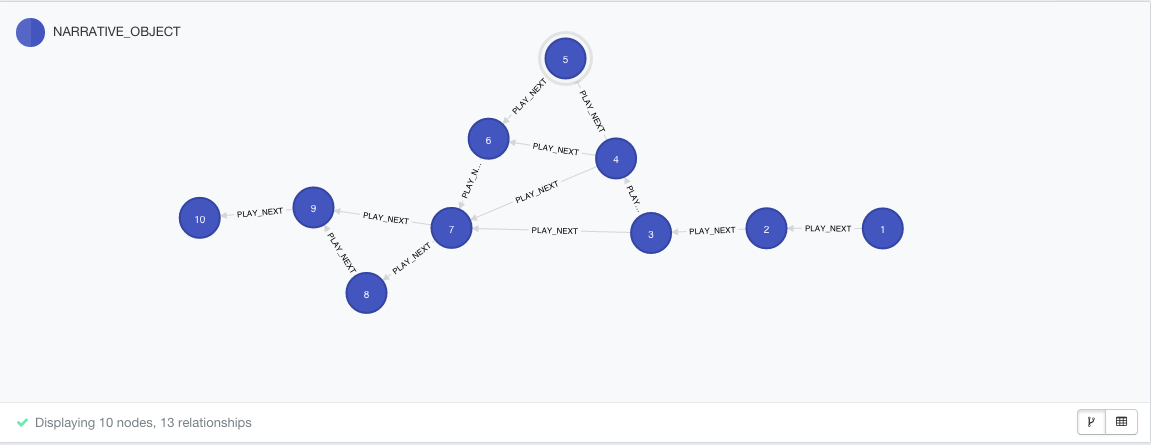 NARRATIVE_OBJECT
5
PLAY_NEXT
PLAY_NEXT
6
PLAY_NEXT
4
PLAY_N...
PLAY_NEXT
PLAY...
10
PLAY_NEXT
9
PLAY_NEXT
7
PLAY_NEXT
3
PLAY_NEXT
2
PLAY_NEXT
1
PLAY_NEXT
PLAY_NEXT
8
Displaying 10 nodes, 13 relationships